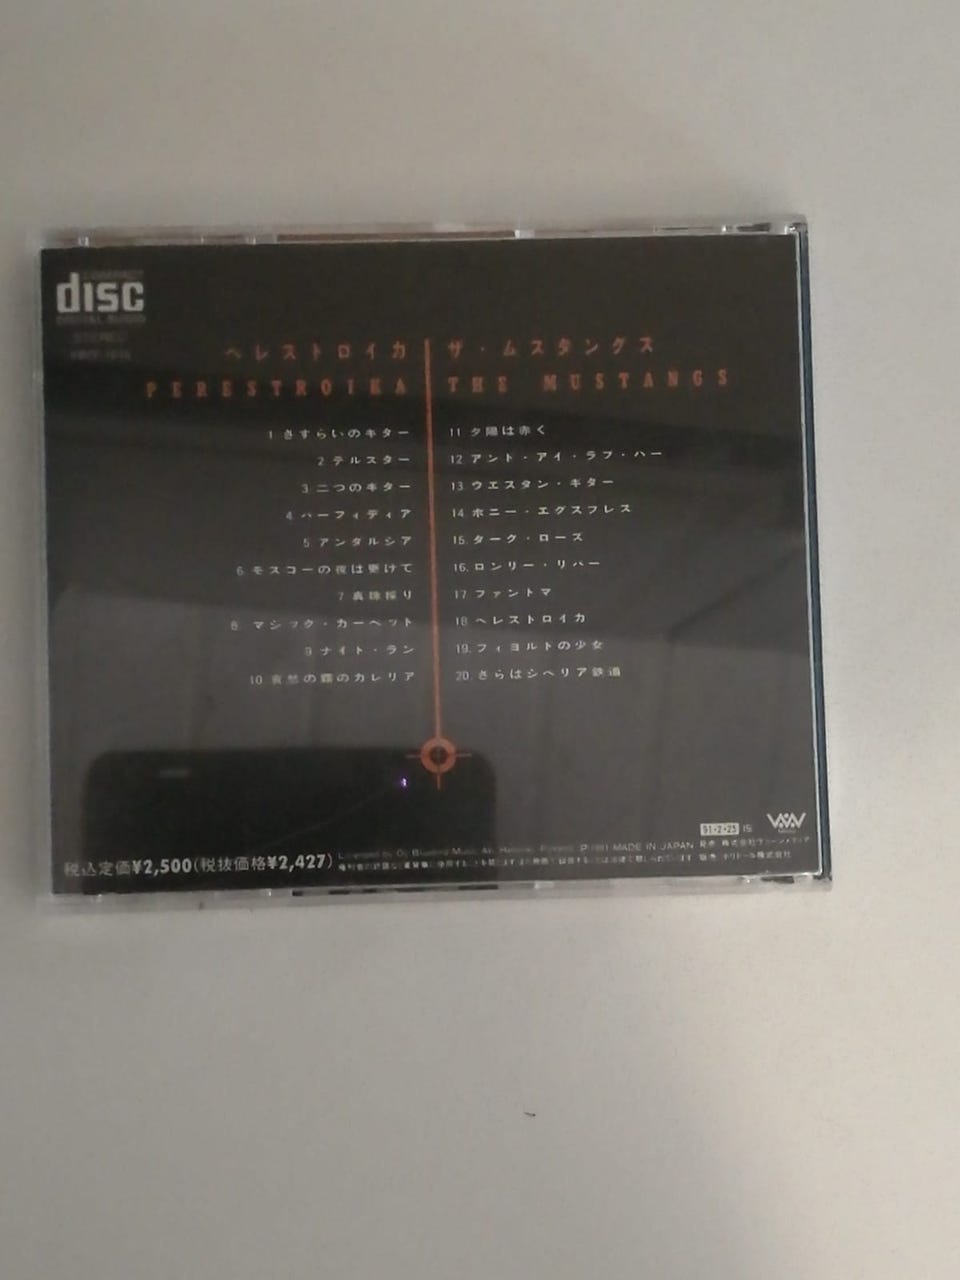 disc
ペレストロイカ
ザ・ムスタングス
PERESTROIKA
THE MUSTANGS
1 さすらいのギター
2 テルスター
3 二つのギター
4 パーフィディア
5 アンダルシア
6 モスコーの夜は更けて
7 真珠採り
8 マジック・カーペット
9 ナイト・ラン
10 哀愁の霧のカレリア
11 夕陽は赤く
12 アンド・アイ・ラブ・ハー
13 ウエスタン・ギター
14 ポニー・エクスプレス
15. ターク・ローズ
16. ロンリー・リバー
17 ファントマ
18 ペレストロイカ
19. フィヨルドの少女
20 さらばシベリア鉄道
91・2・25
税込定価¥2,500(税抜価格¥2,427)
MADE IN JAPAN